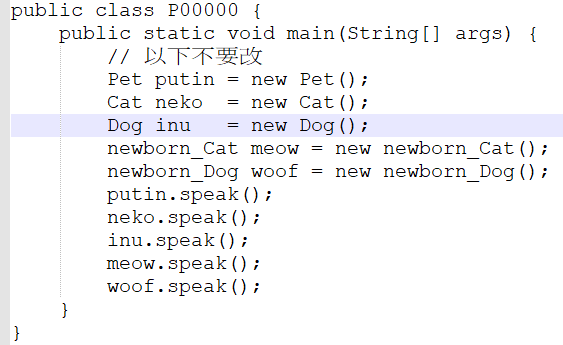 public class P00000 {
    public static void main(String[] args) {
        // 以下不要改
        Pet putin = new Pet();
        Cat neko  = new Cat();
        Dog inu   = new Dog();
        newborn_Cat meow = new newborn_Cat();
        newborn_Dog woof = new newborn_Dog();
        putin.speak();
        neko.speak();
        inu.speak();
        meow.speak();
        woof.speak();
    }
}